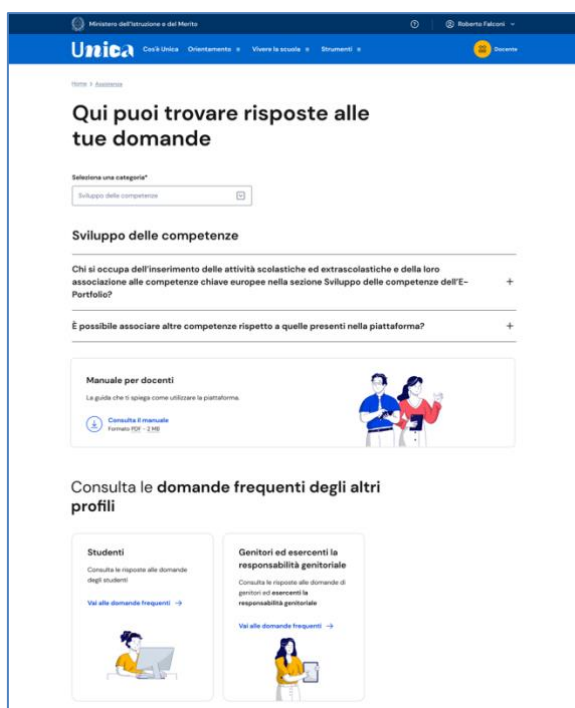 Ministero dell'Istruzione e del Merito
Roberto Falconi
Unica
Cos'è Unica Orientamento Vivere la scuola Strumenti
Docente
Home > Assistenza
Qui puoi trovare risposte alle
tue domande
Seleziona una categoria*
Sviluppo delle competenze
Sviluppo delle competenze
Chi si occupa dell'inserimento delle attività scolastiche ed extrascolastiche e della loro
associazione alle competenze chiave europee nella sezione Sviluppo delle competenze dell'E-
Portfolio?
È possibile associare altre competenze rispetto a quelle presenti nella piattaforma?
Manuale per docenti
La guida che ti spiega come utilizzare la piattaforma.
Consulta il manuale
Formato PDF - 2 MB
Consulta le domande frequenti degli altri
profili
Studenti
Consulta le risposte alle domande
degli studenti
Vai alle domande frequenti →
Genitori ed esercenti la
responsabilità genitoriale
Consulta le risposte alle domande di
genitori ed esercenti la
responsabilità genitoriale
Vai alle domande frequenti →